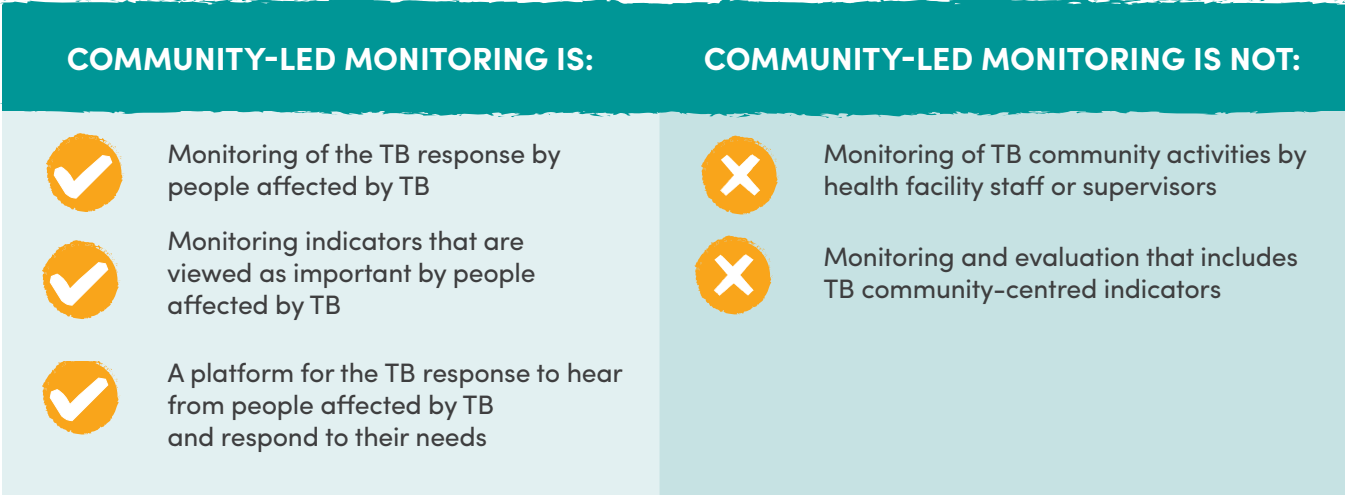 COMMUNITY-LED MONITORING IS:
Monitoring of the TB response by
people affected by TB
Monitoring indicators that are
viewed as important by people
affected by TB
A platform for the TB response to hear
from people affected by TB
and respond to their needs
COMMUNITY-LED MONITORING IS NOT:
Monitoring of TB community activities by
health facility staff or supervisors
Monitoring and evaluation that includes
TB community-centred indicators